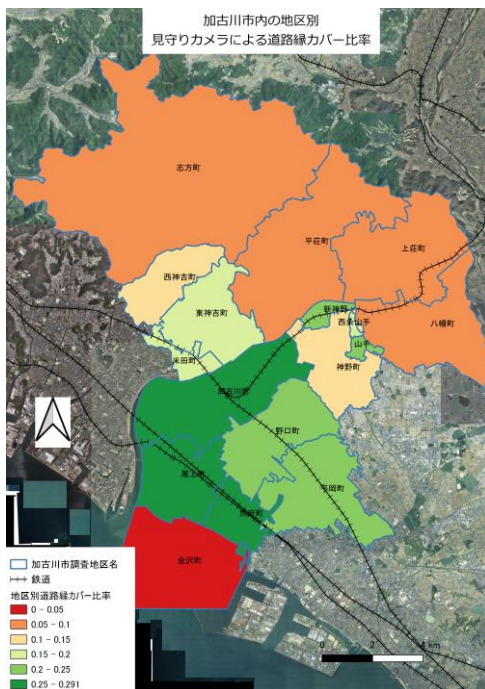 加古川市内の地区別
見守りカメラによる道路縁カバー比率
志方町
平荘町
上荘町
西神吉町
東神吉町
新神野
西条山手
八幡町
山手
米田町
神野町
加古川町
野口町
平岡町
尾上町
別府町
金沢町
加古川市調査地区名
鉄道
地区別道路縁カバー比率
0 - 0.05
0.05 - 0.1
0.1 - 0.15
0.15 - 0.2
0.2 - 0.25
0.25 - 0.291
0 2 4 km